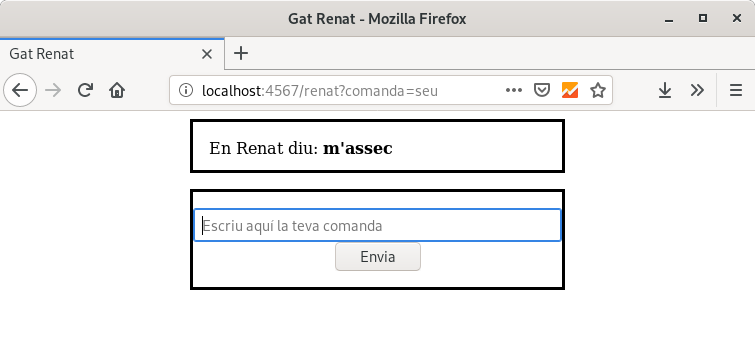 Gat Renat - Mozilla Firefox
Gat Renat
localhost:4567/renat?comanda=seu
En Renat diu: m'assec
Escriu aquí la teva comanda
Envia